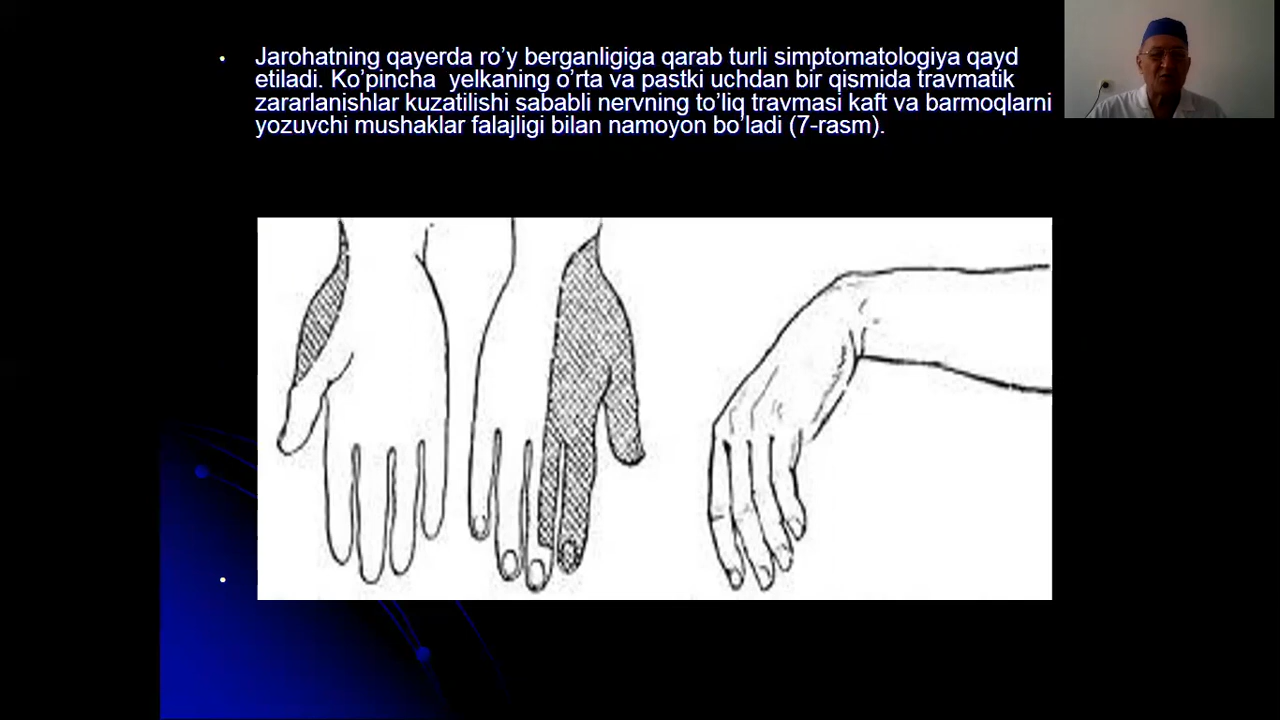 Jarohatning qayerda ro’y berganligiga qarab turli simptomatologiya qayd
etiladi. Ko’pincha yelkaning o’rta va pastki uchdan bir qismida travmatik
zararlanishlar kuzatilishi sababli nervning to’liq travmasi kaft va barmoqlarni
yozuvchi mushaklar falajligi bilan namoyon bo’ladi (7-rasm).